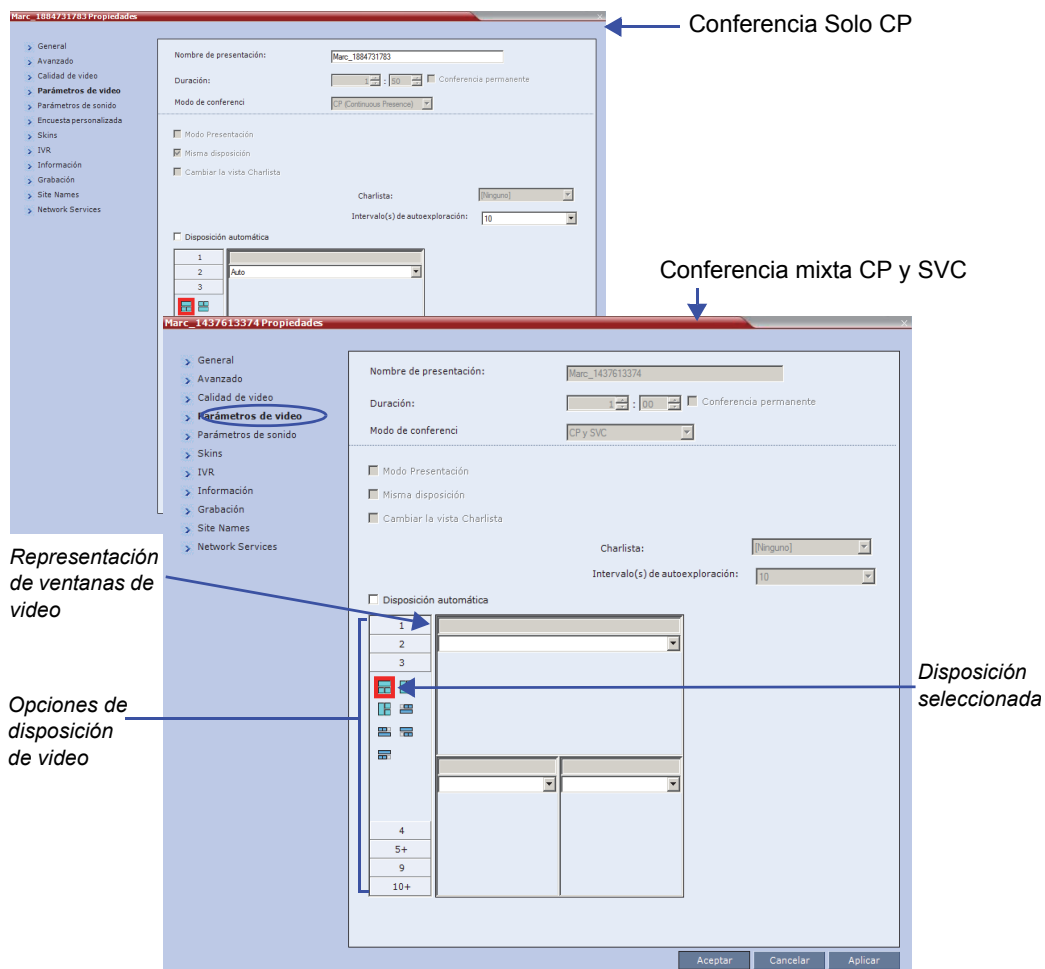 Marc_1884731783 Propiedades
Conferencia Solo CP
General
Avanzado
Calidad de video
Parámetros de video
Parámetros de sonido
Encuesta personalizada
Skins
IVR
Información
Grabación
Site Names
Network Services
Nombre de presentación: Marc_1884731783
Duración: 1 : 50 Conferencia permanente
Modo de conferenci CP (Continuous Presence)
Modo Presentación
Misma disposición
Cambiar la vista Charlista
Charlista: [Ninguno]
Intervalo(s) de autoexploración: 10
Disposición automática
1
2 Auto
3
Conferencia mixta CP y SVC
Marc_1437613374 Propiedades
General
Avanzado
Calidad de video
Parámetros de video
Parámetros de sonido
Skins
IVR
Información
Grabación
Site Names
Network Services
Nombre de presentación: Marc_1437613374
Duración: 1 : 00 Conferencia permanente
Modo de conferenci CP y SVC
Modo Presentación
Misma disposición
Cambiar la vista Charlista
Charlista: [Ninguno]
Intervalo(s) de autoexploración: 10
Disposición automática
1
2
3
4
5+
9
10+
Representación
de ventanas de
video
Opciones de
disposición
de video
Disposición
seleccionada
Aceptar Cancelar Aplicar